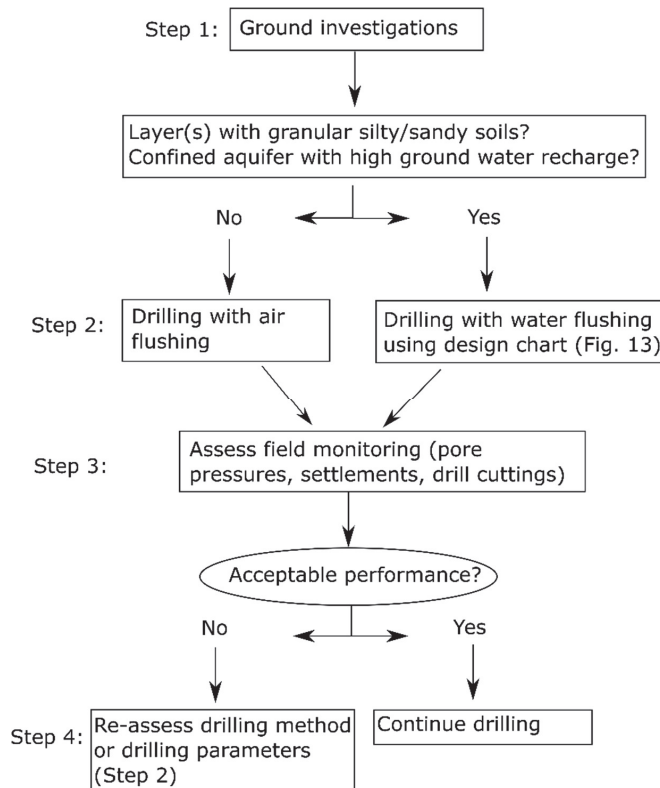 Step 1:
Ground investigations
Layer(s) with granular silty/sandy soils?
Confined aquifer with high ground water recharge?
No
Yes
Step 2:
Drilling with air
flushing
Drilling with water flushing
using design chart (Fig. 13)
Step 3:
Assess field monitoring (pore
pressures, settlements, drill cuttings)
Acceptable performance?
No
Yes
Step 4:
Re-assess drilling method
or drilling parameters
(Step 2)
Continue drilling